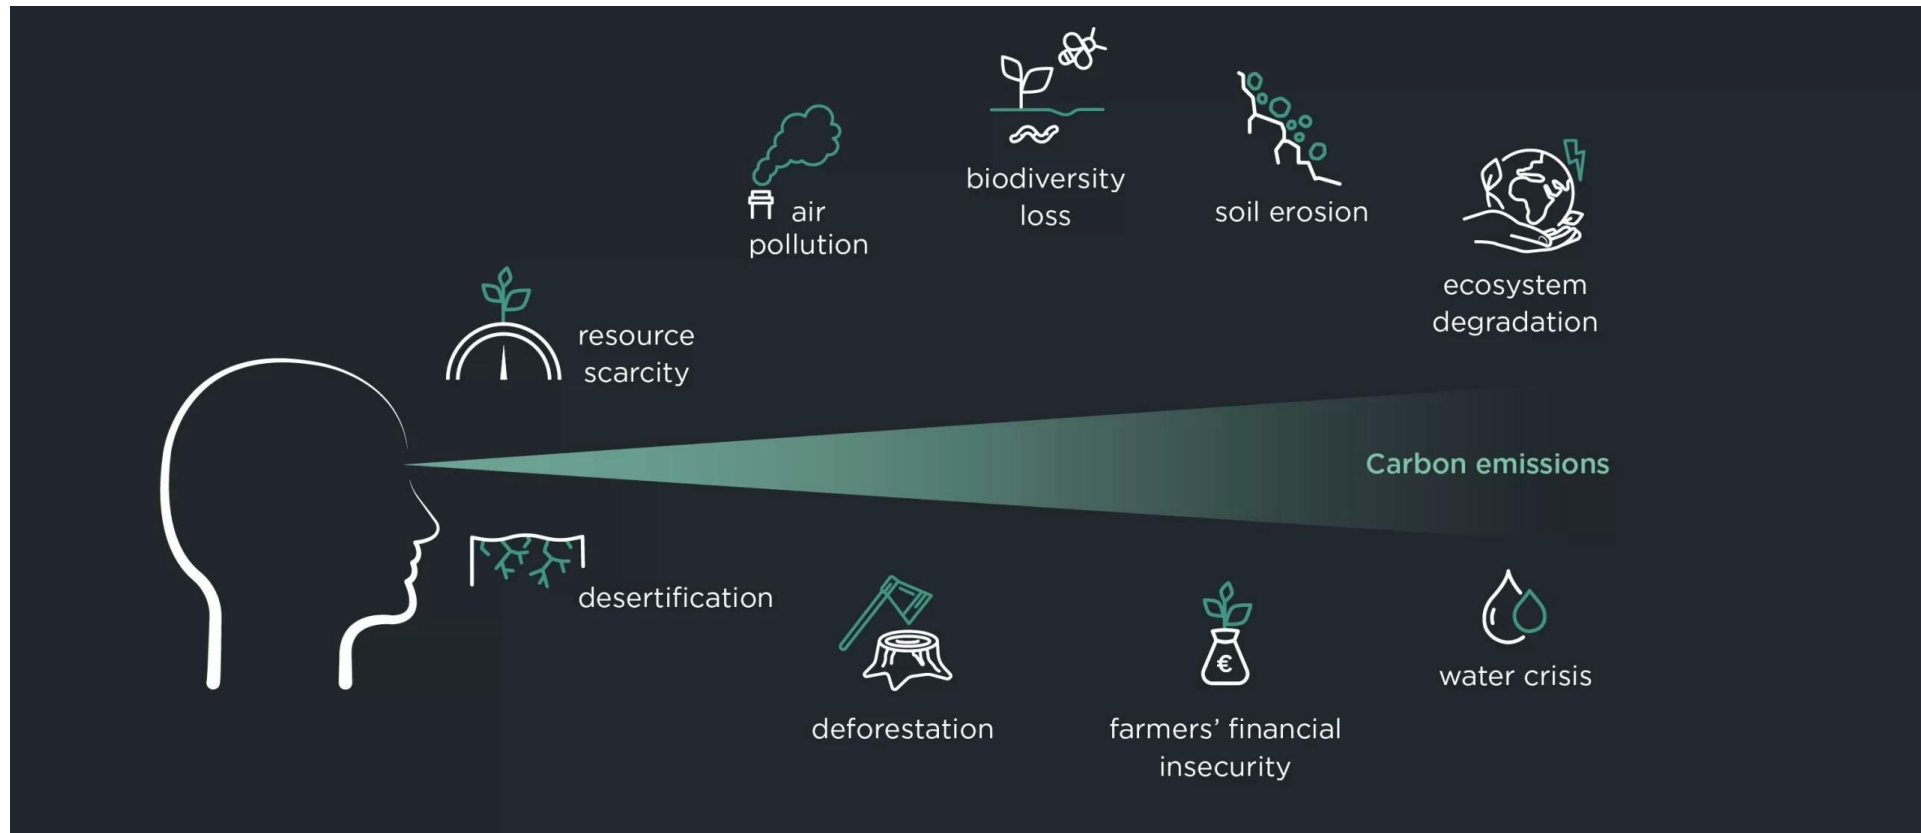 biodiversity
loss
air
pollution
soil erosion
ecosystem
degradation
resource
scarcity
Carbon emissions
desertification
deforestation
€
farmers’ financial
insecurity
water crisis